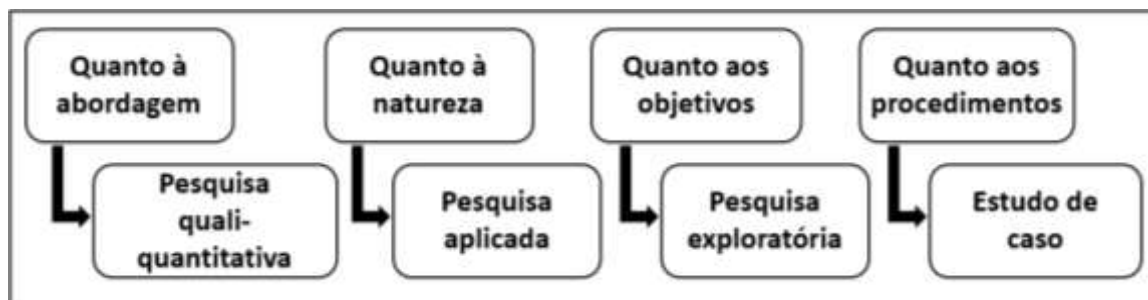 Quanto à
abordagem
Quanto à
natureza
Quanto aos
objetivos
Quanto aos
procedimentos
Pesquisa
quali-
quantitativa
Pesquisa
aplicada
Pesquisa
exploratória
Estudo de
caso